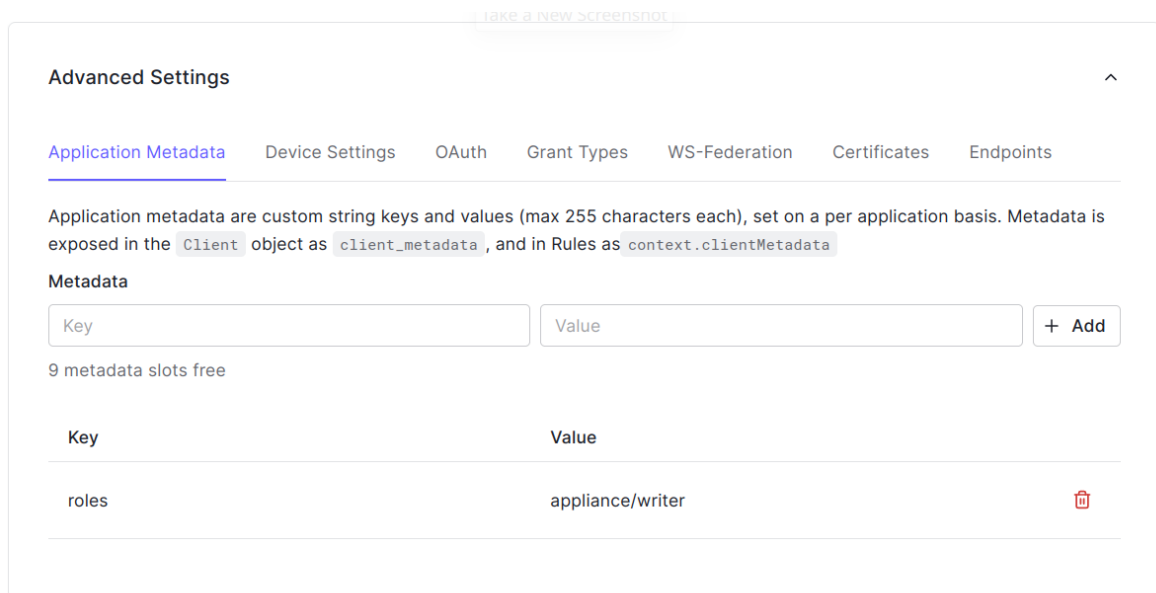 Take a New Screenshot
Advanced Settings
Application Metadata Device Settings OAuth Grant Types WS-Federation Certificates Endpoints
Application metadata are custom string keys and values (max 255 characters each), set on a per application basis. Metadata is
exposed in the Client object as client_metadata, and in Rules as context.clientMetadata
Metadata
Key Value + Add
9 metadata slots free
Key Value
roles appliance/writer